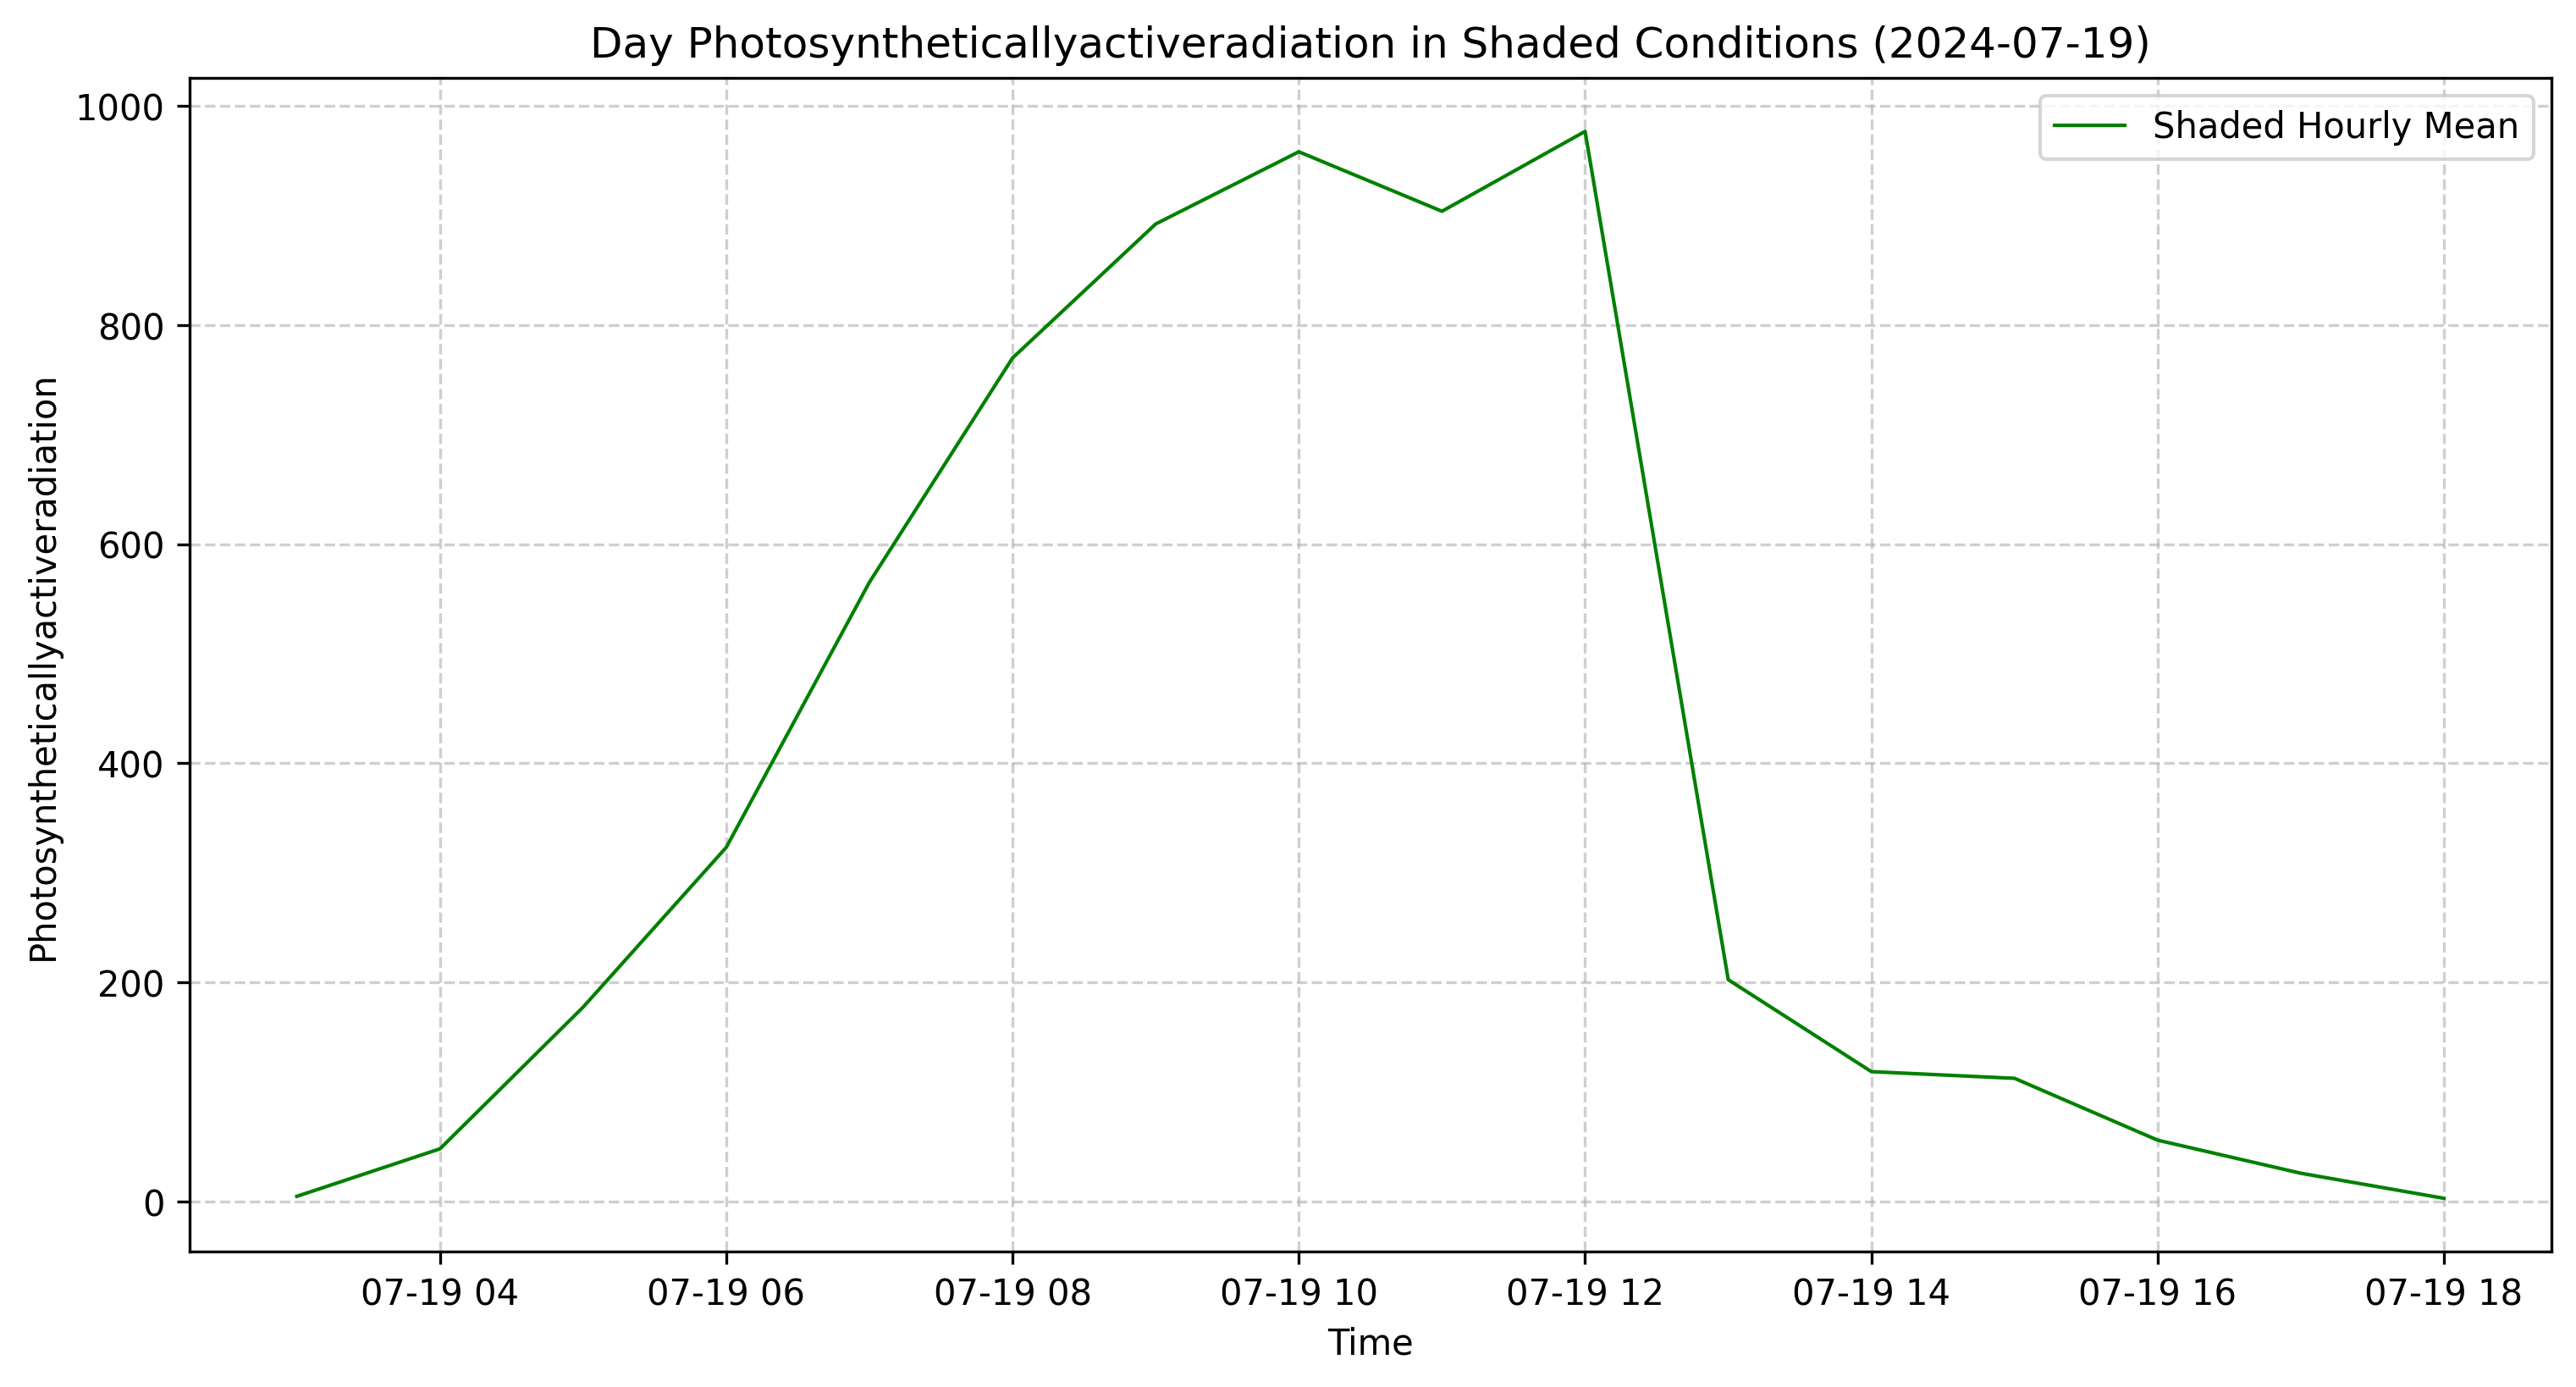 Day Photosyntheticallyactiveradiation in Shaded Conditions (2024-07-19)
Shaded Hourly Mean
Photosyntheticallyactiveradiation
1000
800
600
400
200
0
07-19 04 07-19 06 07-19 08 07-19 10 07-19 12 07-19 14 07-19 16 07-19 18
Time